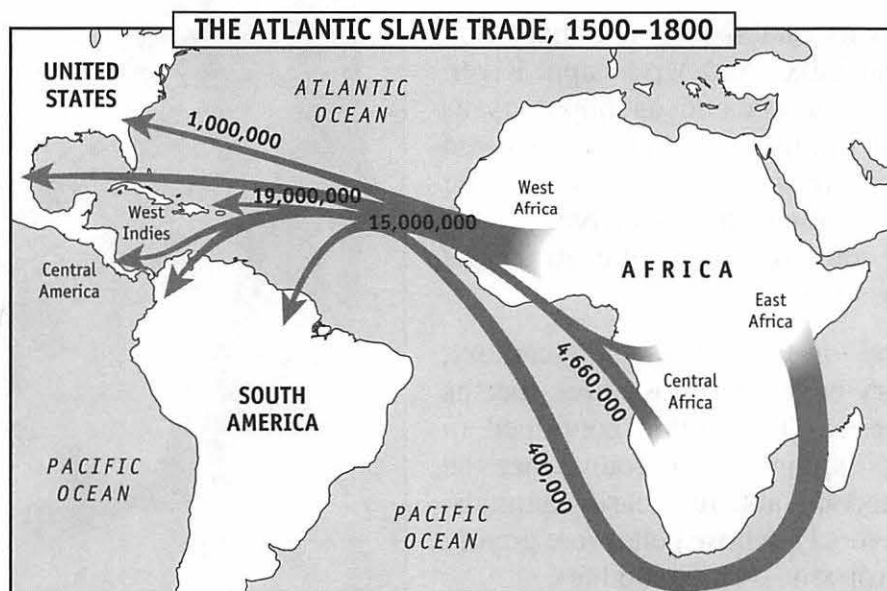 THE ATLANTIC SLAVE TRADE, 1500–1800
UNITED
STATES
ATLANTIC
OCEAN
1,000,000
19,000,000
15,000,000
West
Indies
Central
America
West
Africa
AFRICA
East
Africa
4,660,000
Central
Africa
SOUTH
AMERICA
400,000
PACIFIC
OCEAN
PACIFIC
OCEAN